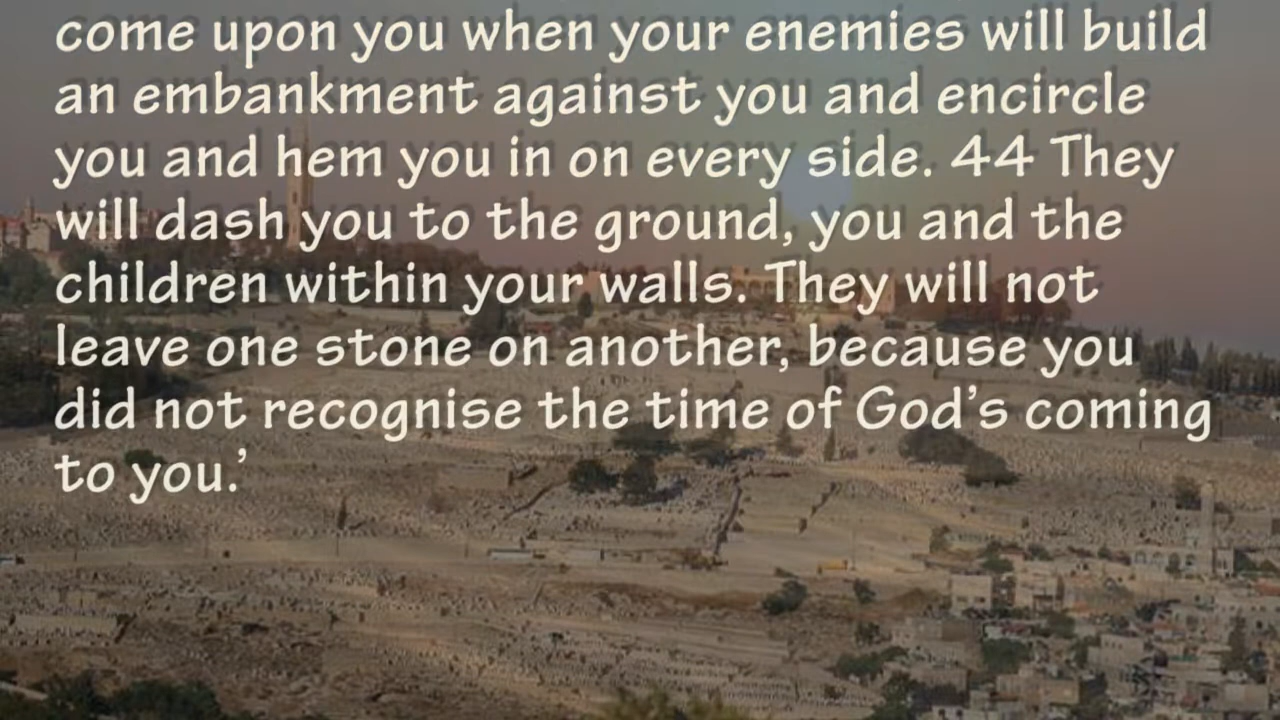 come upon you when your enemies will build
an embankment against you and encircle
you and hem you in on every side. 44 They
will dash you to the ground, you and the
children within your walls. They will not
leave one stone on another, because you
did not recognise the time of God’s coming
to you.’